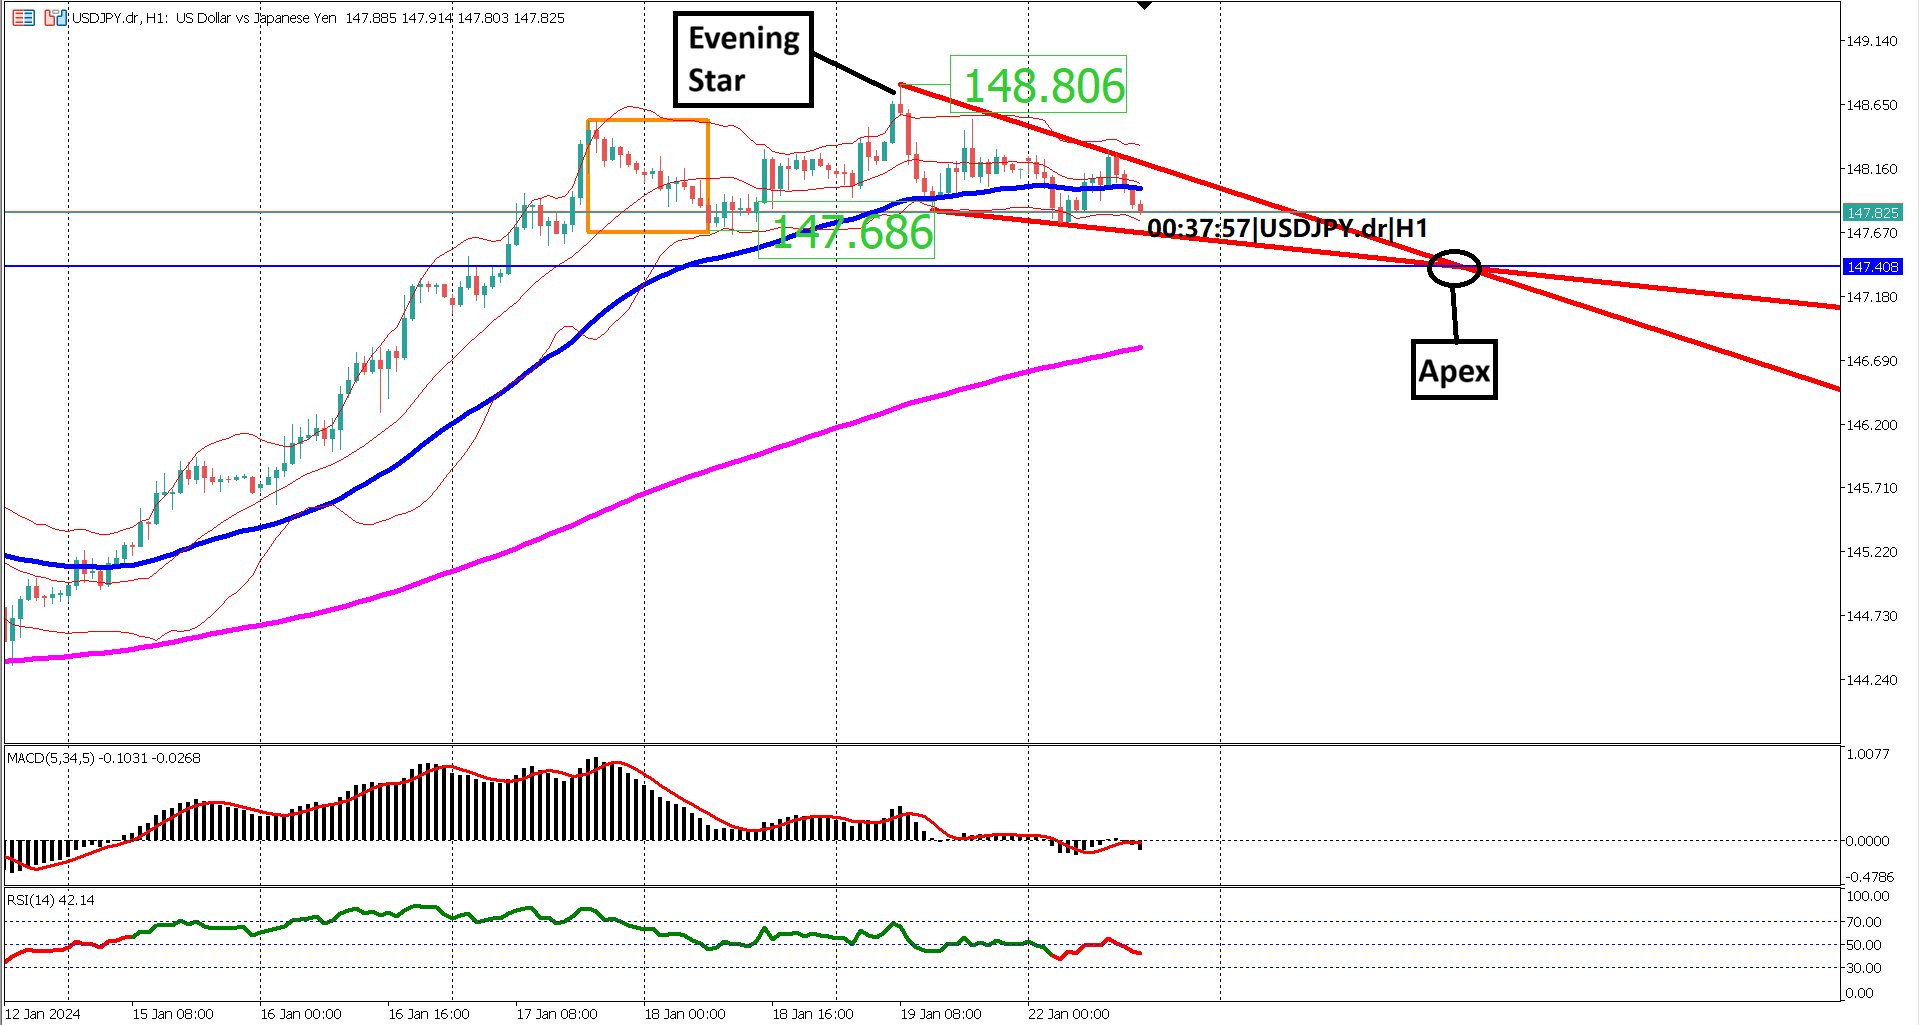 USDJPY.dr, H1: US Dollar vs Japanese Yen 147.885 147.914 147.803 147.825
Evening
Star
148.806
147.686
00:37:57|USDJPY.dr|H1
Apex
149.140
148.650
148.160
147.825
147.670
147.408
147.180
146.690
146.200
145.710
145.220
144.730
144.240
MACD(5,34,5) -0.1031 -0.0268
1.0077
0.0000
-0.4786
RSI(14) 42.14
100.00
70.00
50.00
30.00
0.00
12 Jan 2024
15 Jan 08:00
16 Jan 00:00
16 Jan 16:00
17 Jan 08:00
18 Jan 00:00
18 Jan 16:00
19 Jan 08:00
22 Jan 00:00